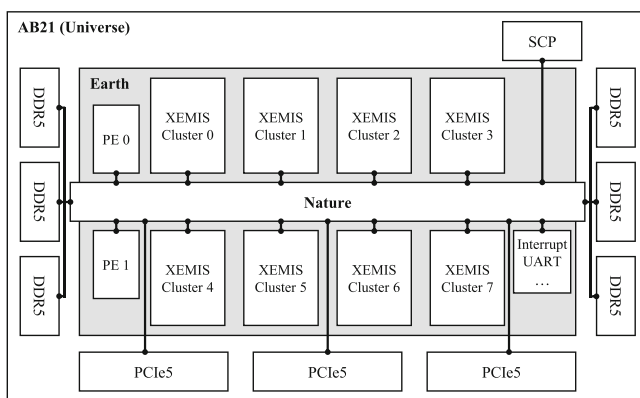 AB21 (Universe)
SCP
DDR5
DDR5
DDR5
Earth
PE 0
XEMIS
Cluster 0
XEMIS
Cluster 1
XEMIS
Cluster 2
XEMIS
Cluster 3
Nature
PE 1
XEMIS
Cluster 4
XEMIS
Cluster 5
XEMIS
Cluster 6
XEMIS
Cluster 7
Interrupt
UART
...
DDR5
DDR5
DDR5
PCIe5
PCIe5
PCIe5